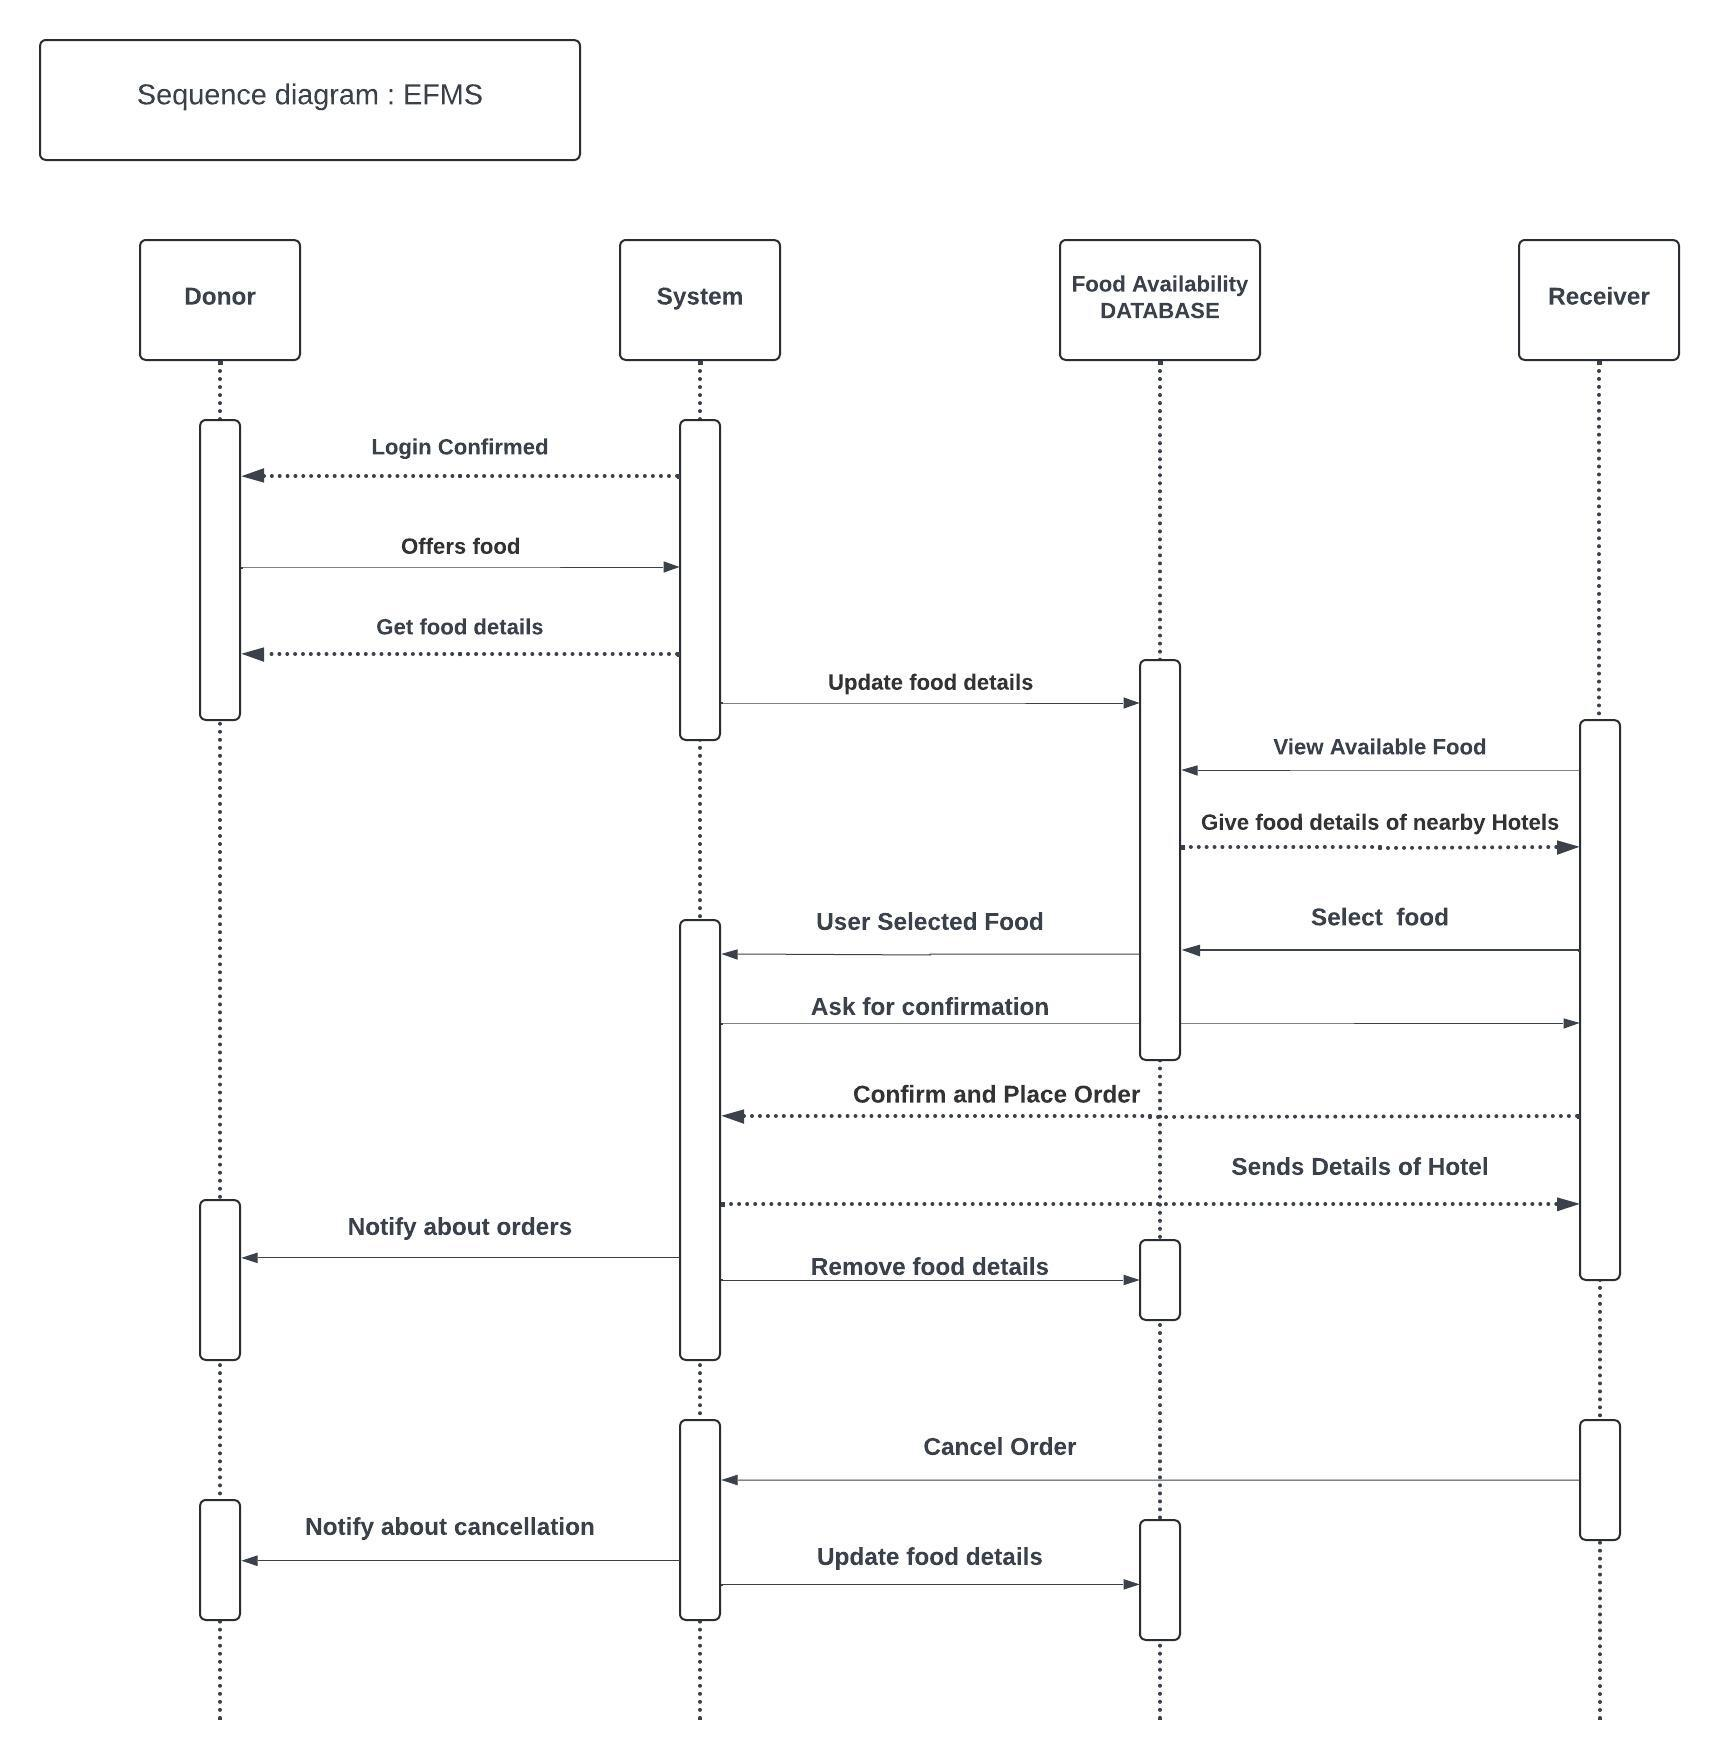 Sequence diagram : EFMS
Donor
System
Food Availability
DATABASE
Receiver
Login Confirmed
Offers food
Get food details
Update food details
View Available Food
Give food details of nearby Hotels
Select  food
User Selected Food
Ask for confirmation
Confirm and Place Order
Sends Details of Hotel
Notify about orders
Remove food details
Cancel Order
Notify about cancellation
Update food details